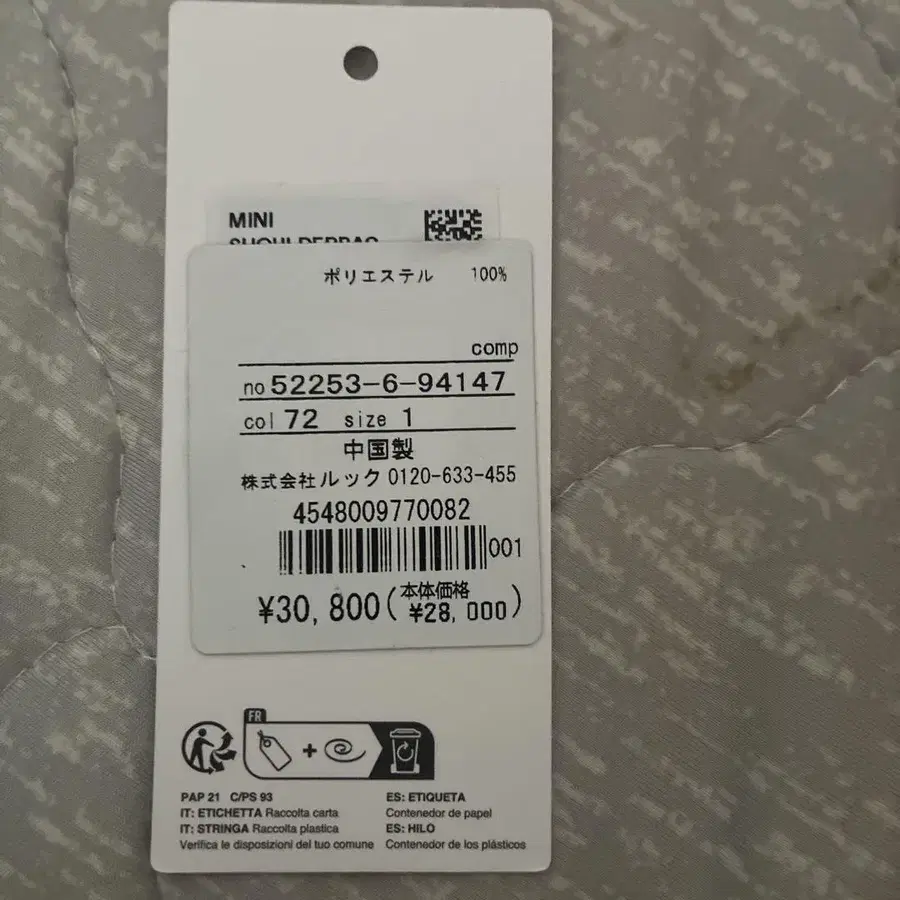 MINI
SHOULDERBAG
ポリエステル 100%
comp
no 52253-6-94147
col 72 size 1
中国製
株式会社ルック 0120-633-455
4548009770082
001
¥30,800(本体価格 ¥28,000)
FR
+
PAP 21 C/PS 93
IT: ETICHETTA Raccolta carta
IT: STRINGA Raccolta plastica
Verifica le disposizioni del tuo comune
ES: ETIQUETA
Contenedor de papel
ES: HILO
Contenedor de los plásticos